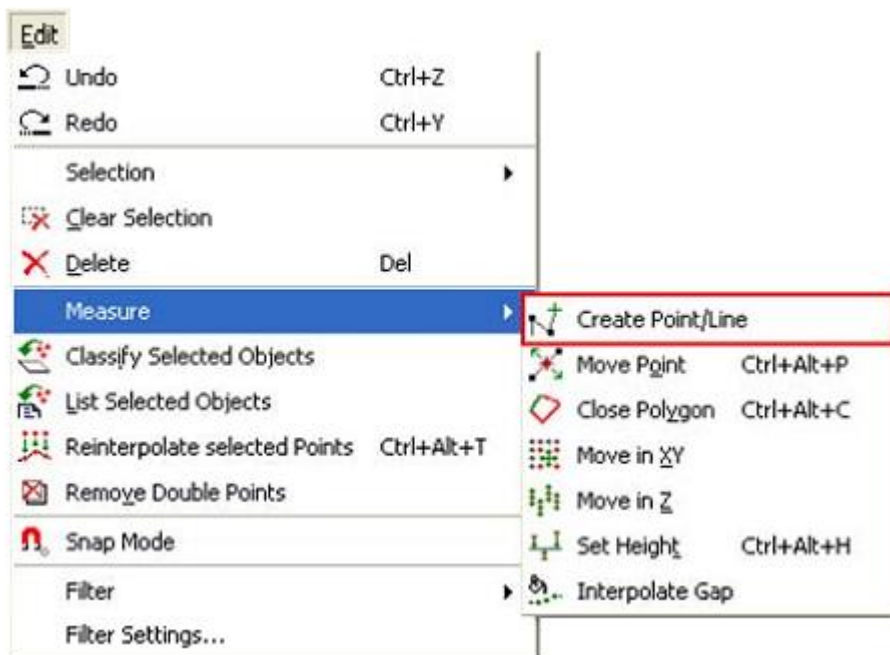 Edit
Undo Ctrl+Z
Redo Ctrl+Y
Selection
Clear Selection
Delete Del
Measure
Classify Selected Objects
List Selected Objects
Reinterpolate selected Points Ctrl+Alt+T
Remove Double Points
Snap Mode
Filter
Filter Settings...
Create Point/Line
Move Point Ctrl+Alt+P
Close Polygon Ctrl+Alt+C
Move in XY
Move in Z
Set Height Ctrl+Alt+H
Interpolate Gap